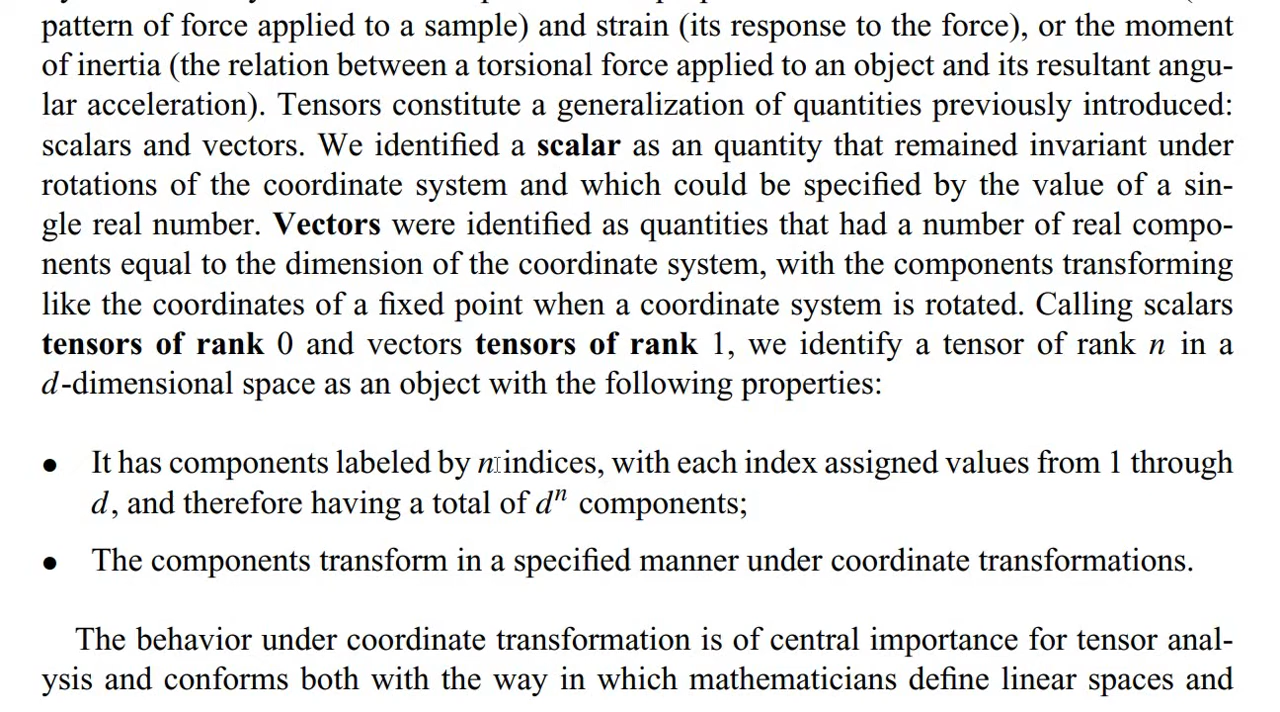 pattern of force applied to a sample) and strain (its response to the force), or the moment
of inertia (the relation between a torsional force applied to an object and its resultant angu-
lar acceleration). Tensors constitute a generalization of quantities previously introduced:
scalars and vectors. We identified a scalar as an quantity that remained invariant under
rotations of the coordinate system and which could be specified by the value of a sin-
gle real number. Vectors were identified as quantities that had a number of real compo-
nents equal to the dimension of the coordinate system, with the components transforming
like the coordinates of a fixed point when a coordinate system is rotated. Calling scalars
tensors of rank 0 and vectors tensors of rank 1, we identify a tensor of rank n in a
d-dimensional space as an object with the following properties:
• It has components labeled by n indices, with each index assigned values from 1 through
d, and therefore having a total of dⁿ components;
• The components transform in a specified manner under coordinate transformations.
The behavior under coordinate transformation is of central importance for tensor anal-
ysis and conforms both with the way in which mathematicians define linear spaces and